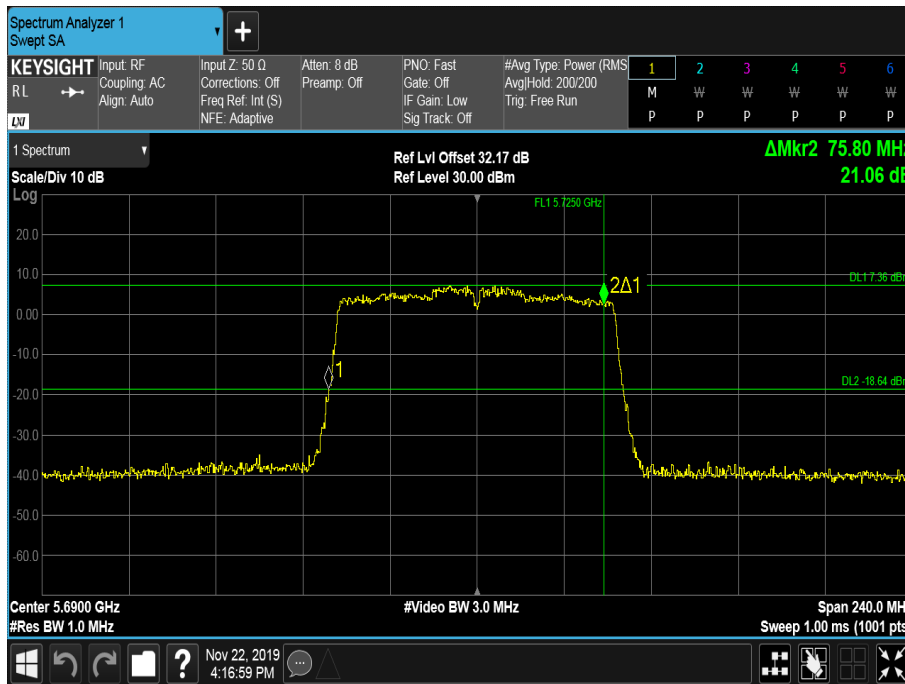 Spectrum Analyzer 1
Swept SA
+
KEYSIGHT
RL
LXI
Input: RF
Coupling: AC
Align: Auto
Input Z: 50 Ω
Corrections: Off
Freq Ref: Int (S)
NFE: Adaptive
Atten: 8 dB
Preamp: Off
PNO: Fast
Gate: Off
IF Gain: Low
Sig Track: Off
#Avg Type: Power (RMS
Avg|Hold: 200/200
Trig: Free Run
1 2 3 4 5 6
M W W W W W
P P P P P P
1 Spectrum
Scale/Div 10 dB
Ref Lvl Offset 32.17 dB
Ref Level 30.00 dBm
ΔMkr2 75.80 MHz
21.06 dB
Log
FL1 5.7250 GHz
20.0
10.0
DL1 7.36 dBm
2Δ1
0.00
-10.0
1
DL2 -18.64 dBm
-20.0
-30.0
-40.0
-50.0
-60.0
Center 5.6900 GHz
#Video BW 3.0 MHz
Span 240.0 MH
#Res BW 1.0 MHz
Sweep 1.00 ms (1001 pts
?
Nov 22, 2019
4:16:59 PM